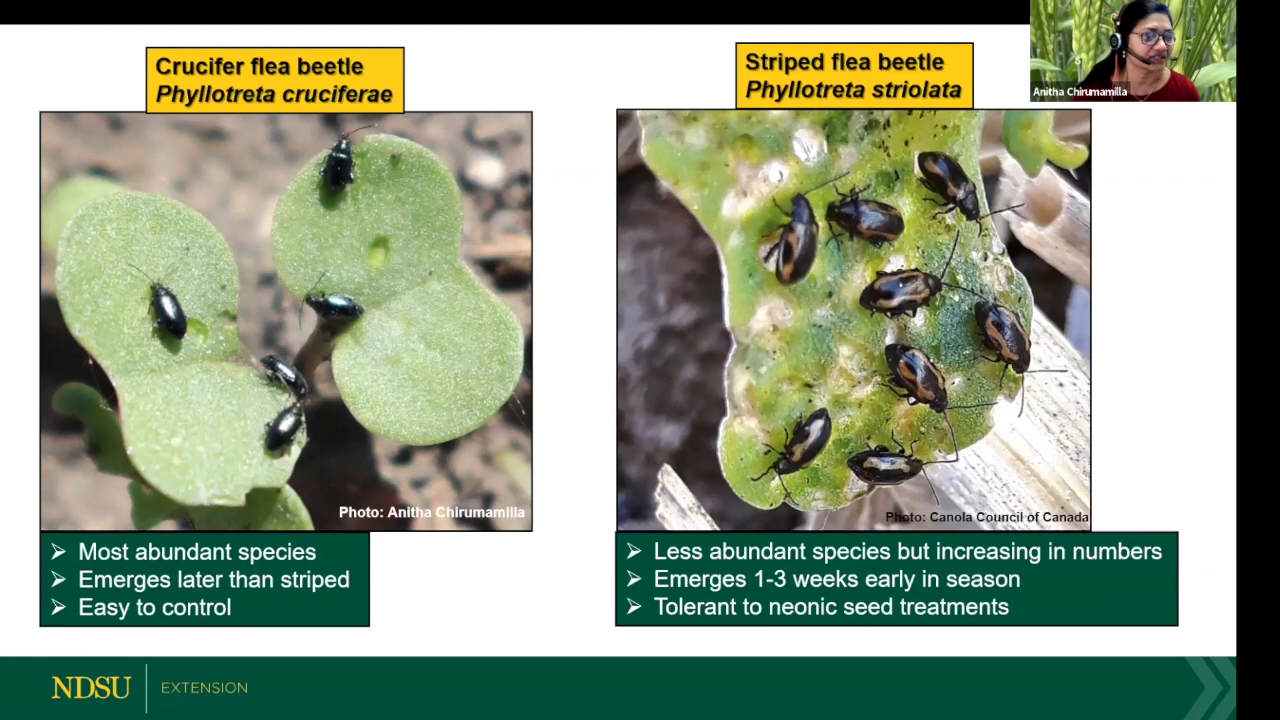 Crucifer flea beetle
Phyllotreta cruciferae
Striped flea beetle
Phyllotreta striolata
Anitha Chirumamilla
Photo: Anitha Chirumamilla
Photo: Canola Council of Canada
➢ Most abundant species
➢ Emerges later than striped
➢ Easy to control
➢ Less abundant species but increasing in numbers
➢ Emerges 1-3 weeks early in season
➢ Tolerant to neonic seed treatments
NDSU EXTENSION